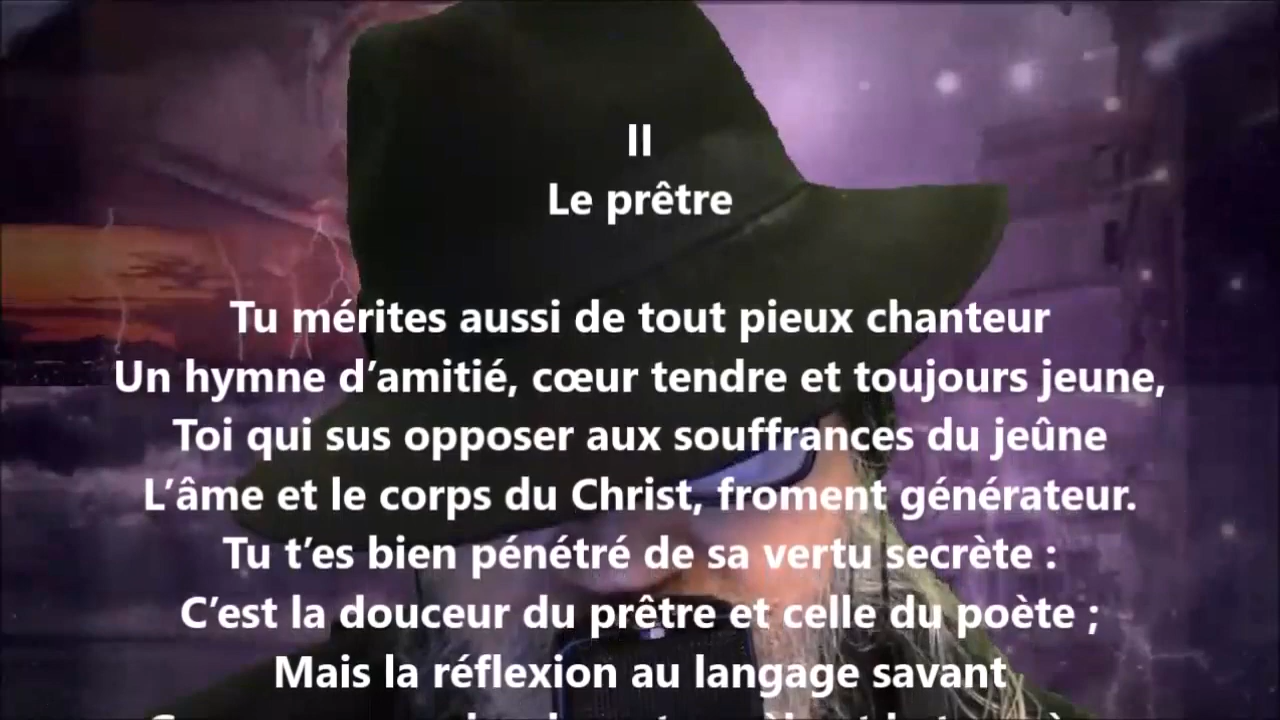 II
Le prêtre
Tu mérites aussi de tout pieux chanteur
Un hymne d’amitié, cœur tendre et toujours jeune,
Toi qui sus opposer aux souffrances du jeûne
L’âme et le corps du Christ, froment générateur.
Tu t’es bien pénétré de sa vertu secrète :
C’est la douceur du prêtre et celle du poète ;
Mais la réflexion au langage savant